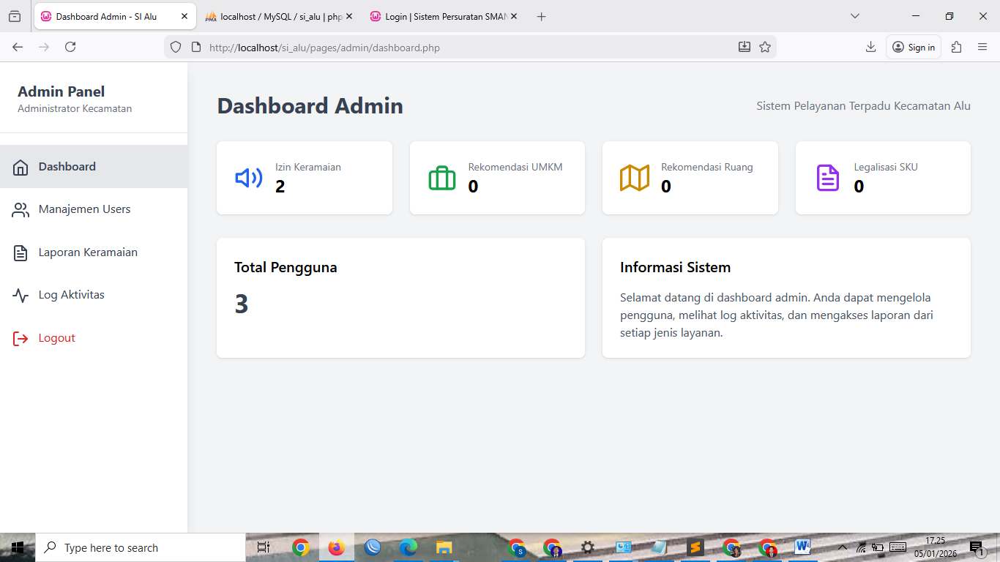 Dashboard Admin - SI Alu
localhost / MySQL / si_alu | php
Login | Sistem Persuratan SMAN
http://localhost/si_alu/pages/admin/dashboard.php
Sign in
Admin Panel
Administrator Kecamatan
Dashboard
Manajemen Users
Laporan Keramaian
Log Aktivitas
Logout
Dashboard Admin
Sistem Pelayanan Terpadu Kecamatan Alu
Izin Keramaian
2
Rekomendasi UMKM
0
Rekomendasi Ruang
0
Legalisasi SKU
0
Total Pengguna
3
Informasi Sistem
Selamat datang di dashboard admin. Anda dapat mengelola
pengguna, melihat log aktivitas, dan mengakses laporan dari
setiap jenis layanan.
Type here to search
17.25
05/01/2026
1